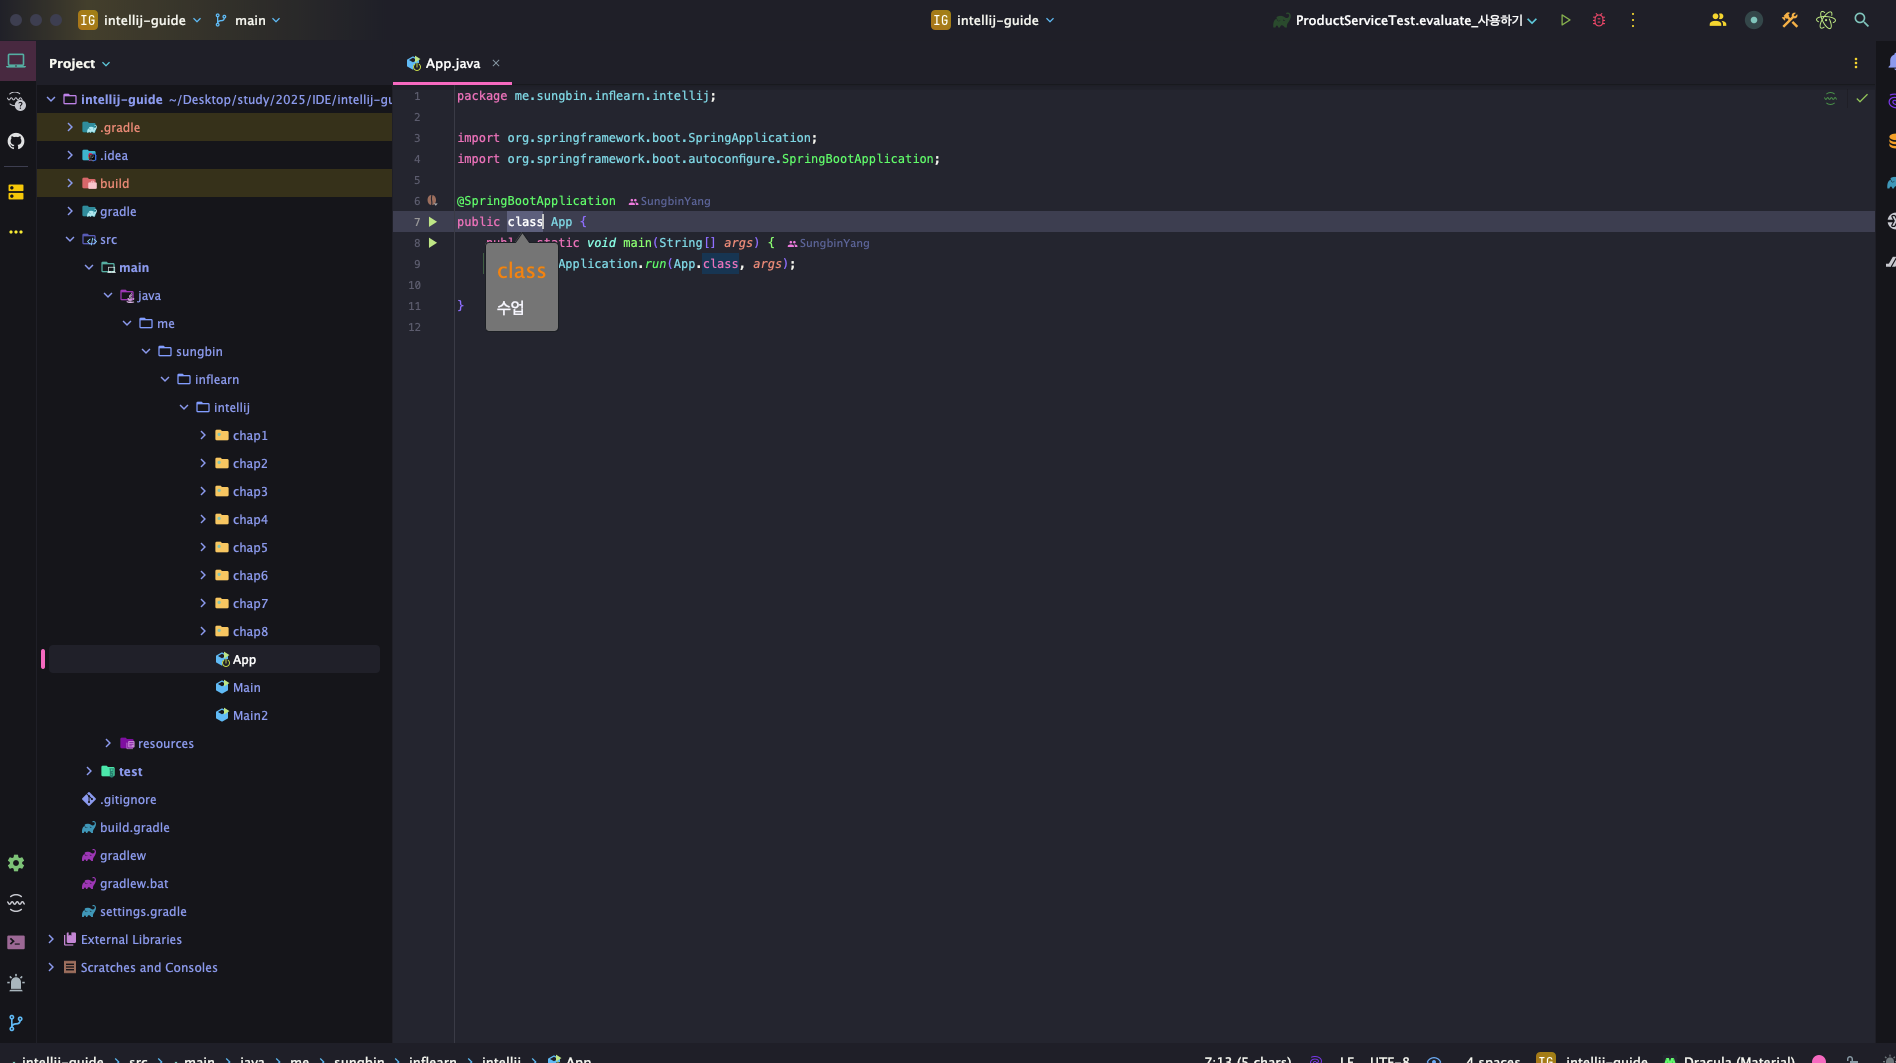 IG intellij-guide main
IG intellij-guide
ProductServiceTest.evaluate_사용하기
Project
App.java
intellij-guide ~/Desktop/study/2025/IDE/intellij-gu
.gradle
.idea
build
gradle
src
main
java
me
sungbin
inflearn
intellij
chap1
chap2
chap3
chap4
chap5
chap6
chap7
chap8
App
Main
Main2
resources
test
.gitignore
build.gradle
gradlew
gradlew.bat
settings.gradle
External Libraries
Scratches and Consoles
1 package me.sungbin.inflearn.intellij;
2
3 import org.springframework.boot.SpringApplication;
4 import org.springframework.boot.autoconfigure.SpringBootApplication;
5
6 @SpringBootApplication SungbinYang
7 public class App {
8 static void main(String[] args) { SungbinYang
9 Application.run(App.class, args);
10
11 }
12
class
수업
intellij-guide > src > main > java > me > sungbin > inflearn > intellij > App
7:13 (5 chars) LF UTF-8 4 spaces IG intellij-guide Dracula (Material)